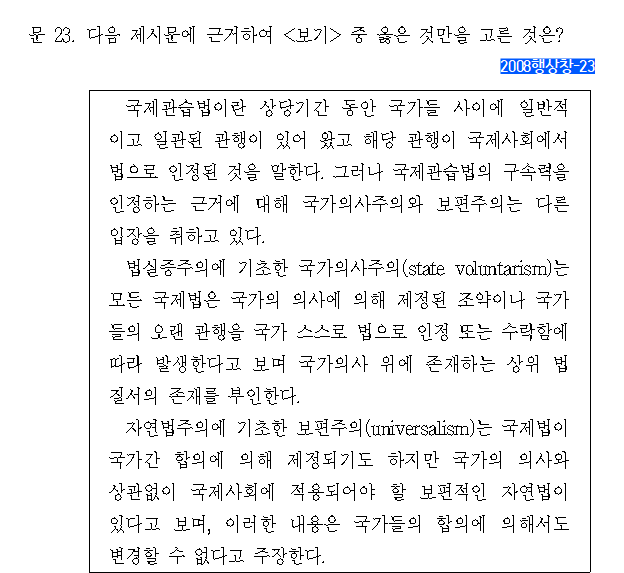 문 23. 다음 제시문에 근거하여 <보기> 중 옳은 것만을 고른 것은?
2008행상창-23
국제관습법이란 상당기간 동안 국가들 사이에 일반적
이고 일관된 관행이 있어 왔고 해당 관행이 국제사회에서
법으로 인정된 것을 말한다. 그러나 국제관습법의 구속력을
인정하는 근거에 대해 국가의사주의와 보편주의는 다른
입장을 취하고 있다.
법실증주의에 기초한 국가의사주의(state voluntarism)는
모든 국제법은 국가의 의사에 의해 제정된 조약이나 국가
들의 오랜 관행을 국가 스스로 법으로 인정 또는 수락함에
따라 발생한다고 보며 국가의사 위에 존재하는 상위 법
질서의 존재를 부인한다.
자연법주의에 기초한 보편주의(universalism)는 국제법이
국가간 합의에 의해 제정되기도 하지만 국가의 의사와
상관없이 국제사회에 적용되어야 할 보편적인 자연법이
있다고 보며, 이러한 내용은 국가들의 합의에 의해서도
변경할 수 없다고 주장한다.